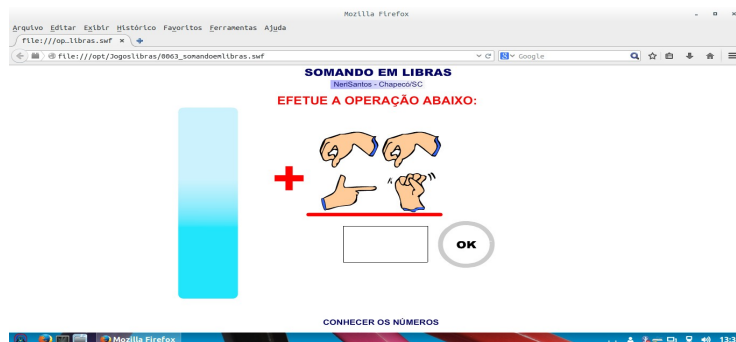 Mozilla Firefox
Arquivo Editar Exibir Histórico Favoritos Ferramentas Ajuda
file:///op…libras.swf
file:///opt/Jogoslibras/0063_somandoemlibras.swf
Google
SOMANDO EM LIBRAS
NeriSantos - Chapecó/SC
EFETUE A OPERAÇÃO ABAIXO:
+
OK
CONHECER OS NÚMEROS
Mozilla Firefox